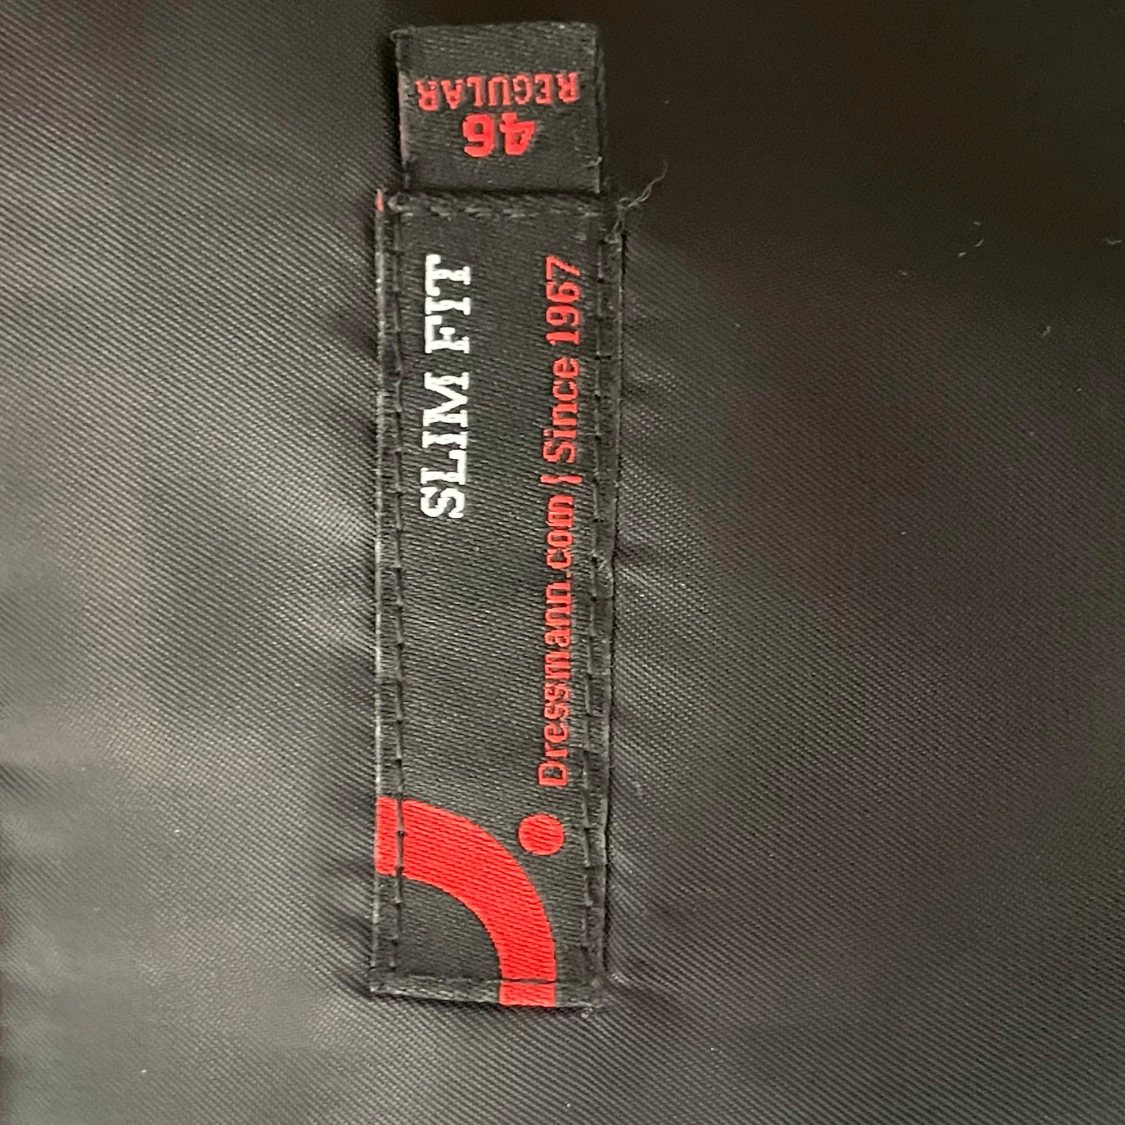 46
REGULAR
SLIM FIT
Dressmann.com | Since 1967